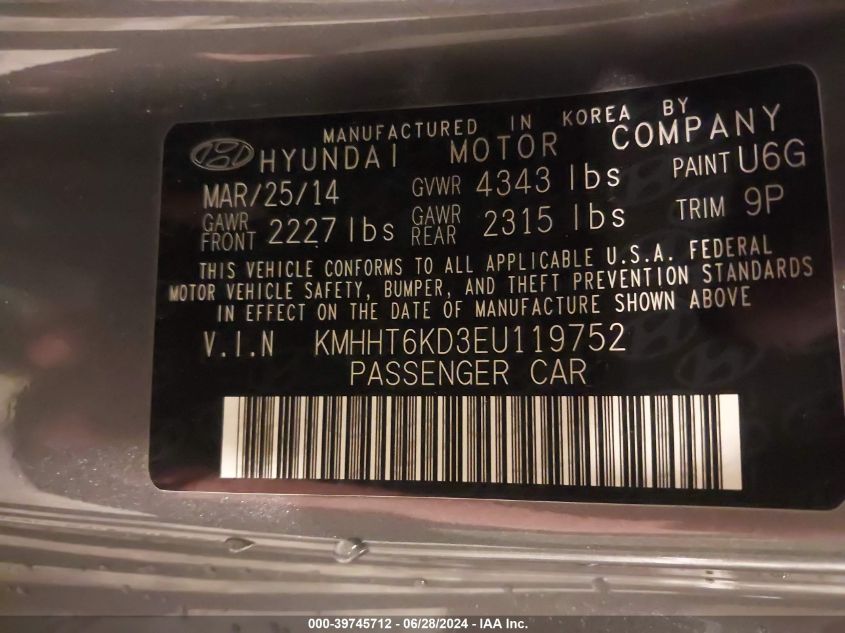 MANUFACTURED IN KOREA BY
HYUNDAI MOTOR COMPANY
MAR/25/14 GVWR 4343 lbs PAINT U6G
GAWR FRONT 2227 lbs GAWR REAR 2315 lbs TRIM 9P
THIS VEHICLE CONFORMS TO ALL APPLICABLE U.S.A. FEDERAL
MOTOR VEHICLE SAFETY, BUMPER, AND THEFT PREVENTION STANDARDS
IN EFFECT ON THE DATE OF MANUFACTURE SHOWN ABOVE
V.I.N KMHHT6KD3EU119752
PASSENGER CAR
000-39745712 - 06/28/2024 - IAA Inc.